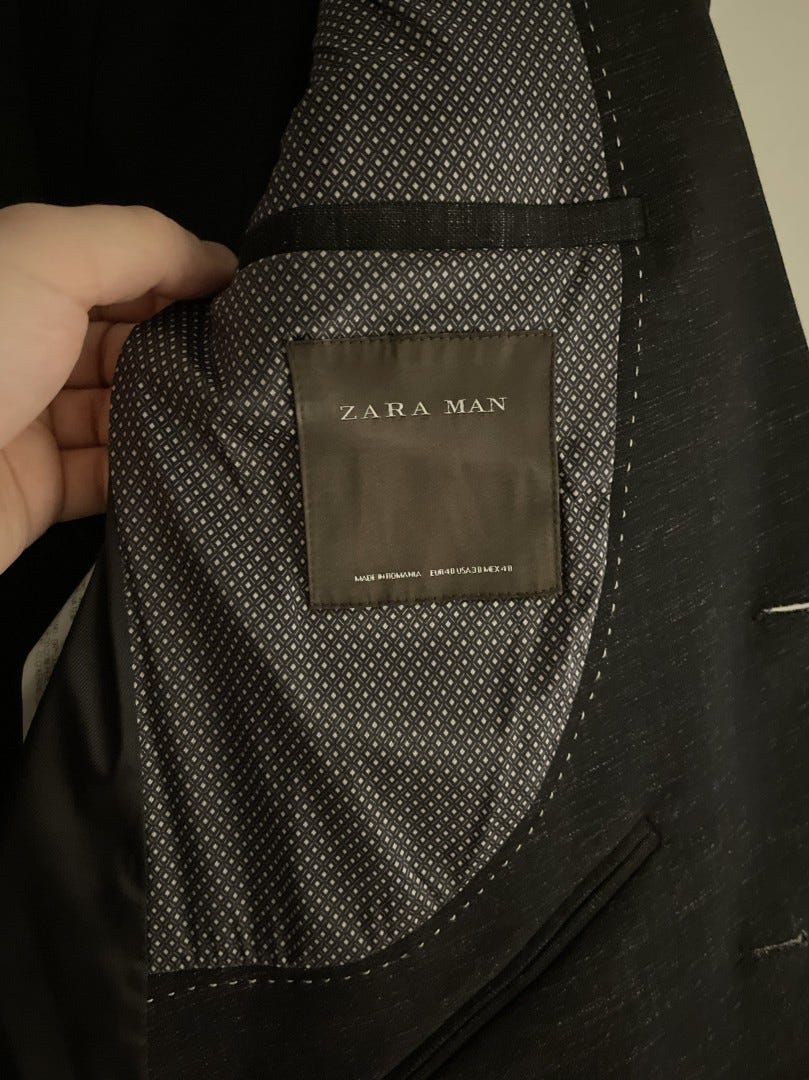 ZARA MAN
MADE IN ROMANIA EUR 48 USA 38 MEX 48